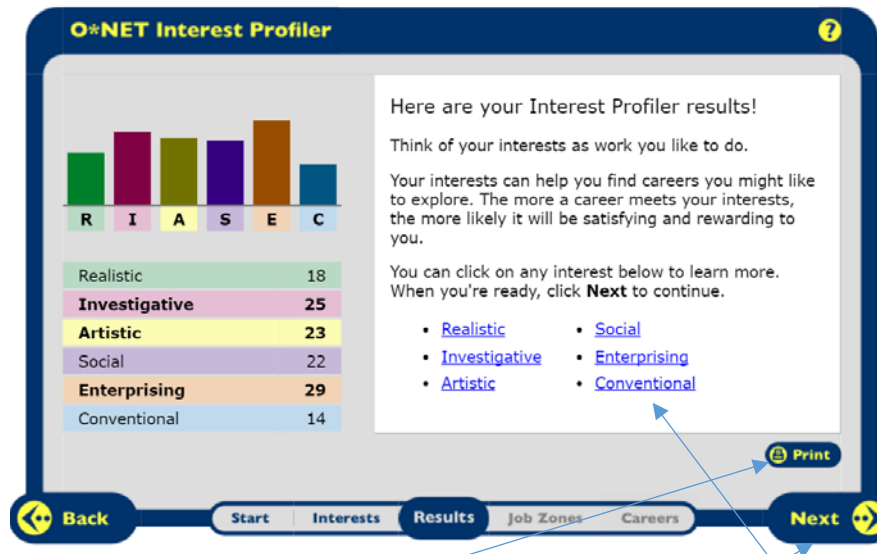 O*NET Interest Profiler
?
R I A S E C
Realistic 18
Investigative 25
Artistic 23
Social 22
Enterprising 29
Conventional 14
Here are your Interest Profiler results!
Think of your interests as work you like to do.
Your interests can help you find careers you might like
to explore. The more a career meets your interests,
the more likely it will be satisfying and rewarding to
you.
You can click on any interest below to learn more.
When you're ready, click Next to continue.
• Realistic
• Investigative
• Artistic
• Social
• Enterprising
• Conventional
Print
Back
Start Interests Results Job Zones Careers
Next